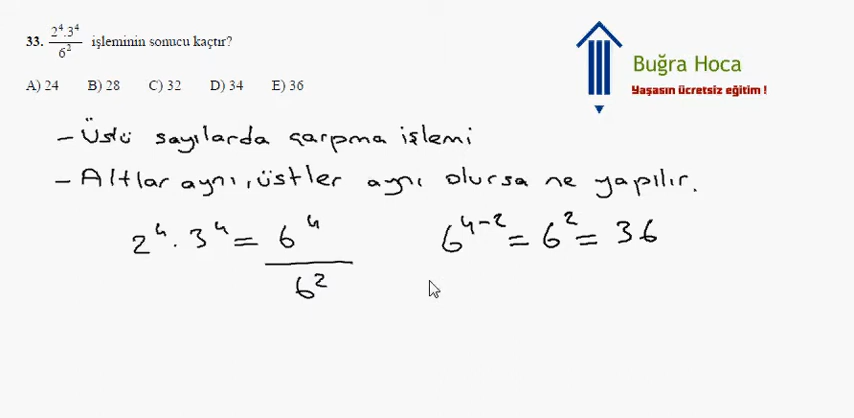 33. 2⁴.3⁴ / 6² işleminin sonucu kaçtır?
A) 24 B) 28 C) 32 D) 34 E) 36
Buğra Hoca
Yaşasın ücretsiz eğitim !
- Üslü sayılarda çarpma işlemi
- Altlar aynı, üstler aynı olursa ne yapılır.
2⁴ . 3⁴ = 6⁴ / 6² 6⁴⁻² = 6² = 36